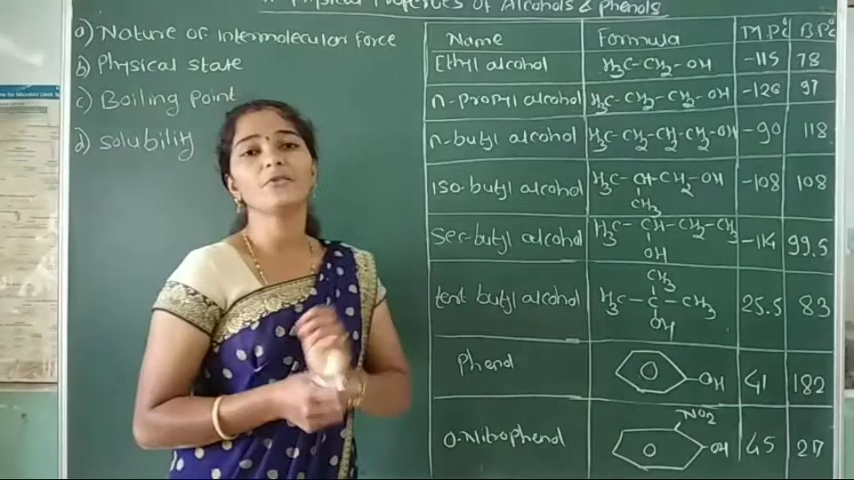 Physical Properties of Alcohols & phenols
a) Nature of Intermolecular force
b) Physical state
c) Boiling Point
d) solubility
Name Formula M.P°c B.P°c
Ethyl alcohol H3C-CH2-OH -115 78
n-propyl alcohol H3C-CH2-CH2-OH -126 97
n-butyl alcohol H3C-CH2-CH2-CH2-OH -90 118
iso-butyl alcohol H3C-CH-CH2-OH -108 108
CH3
sec-butyl alcohol H3C-CH-CH2-CH3 -114 99.5
OH
CH3
tert butyl alcohol H3C-C-CH3 25.5 83
OH
Phenol OH 41 182
NO2
O-Nitrophenol OH 45 217